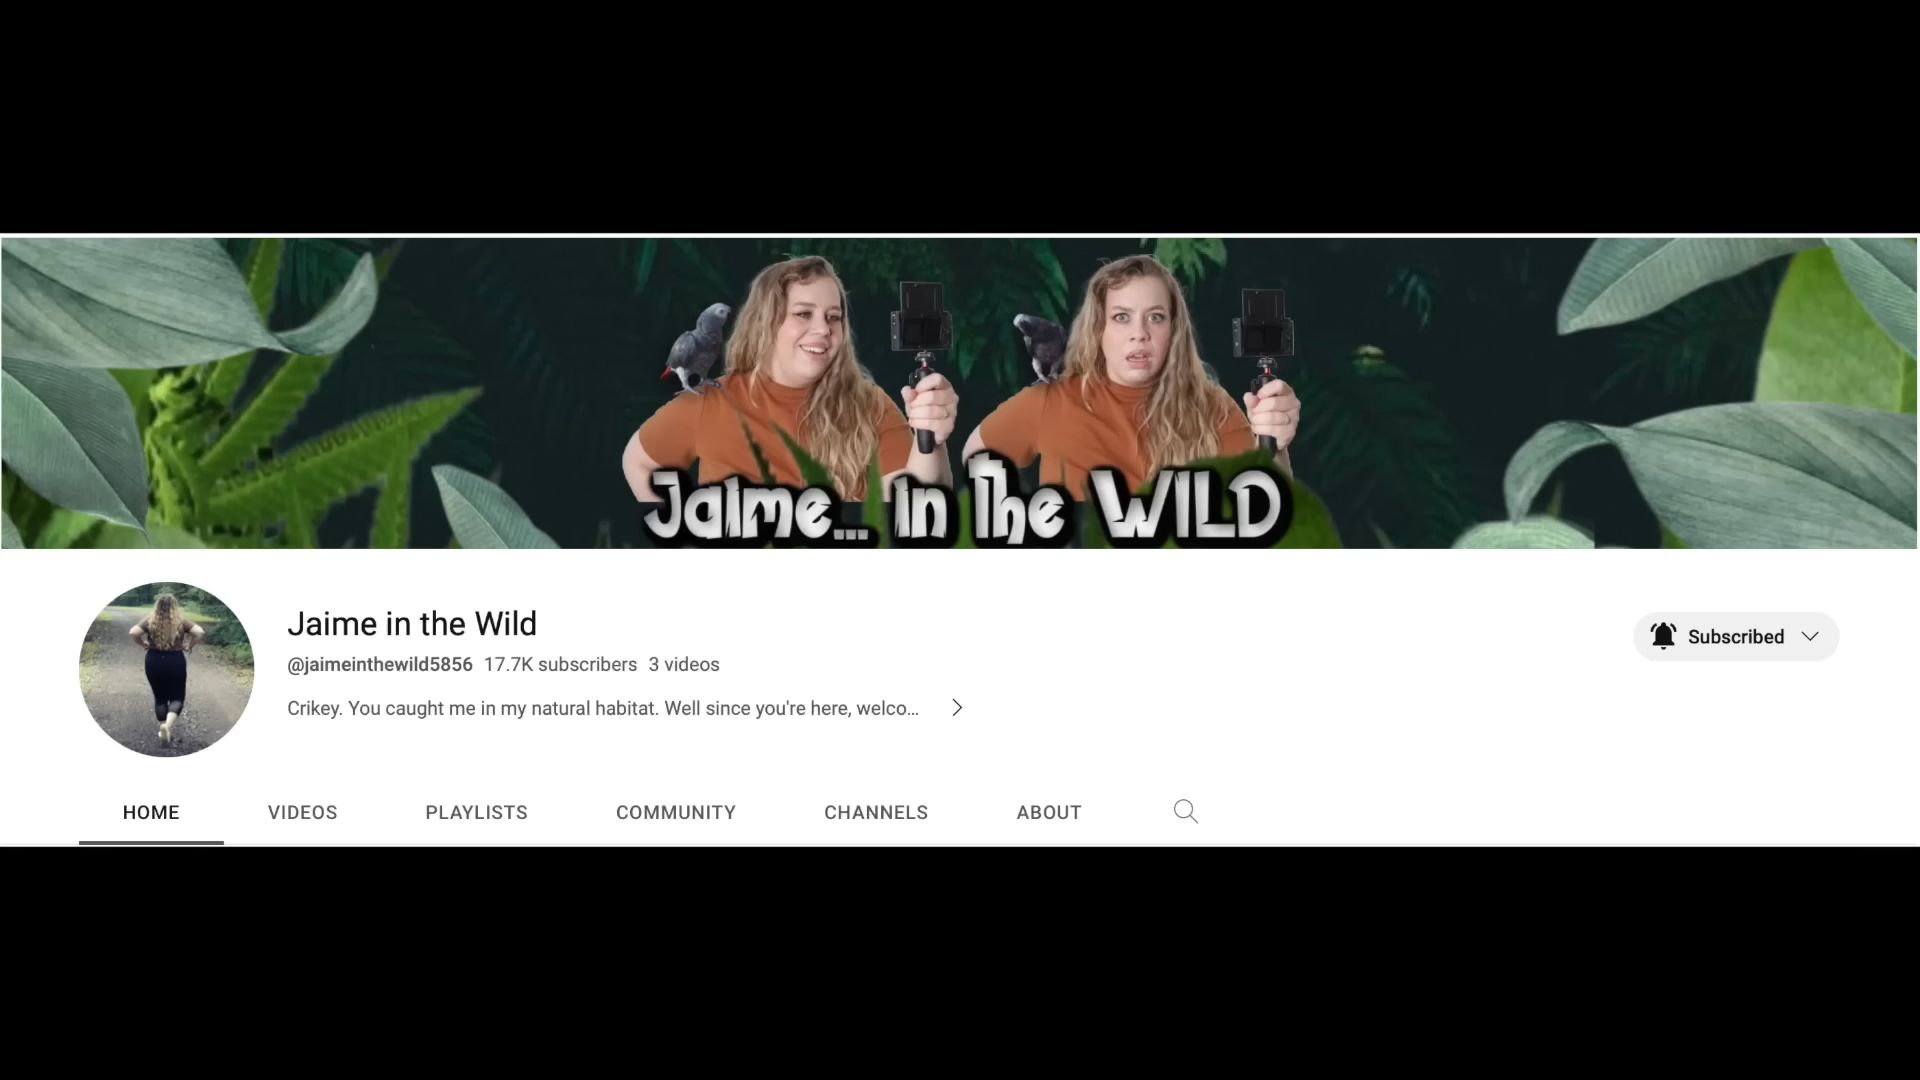 Jaime... in the WILD
Jaime in the Wild
@jaimeinthewild5856 17.7K subscribers 3 videos
Crikey. You caught me in my natural habitat. Well since you're here, welco...
Subscribed
HOME VIDEOS PLAYLISTS COMMUNITY CHANNELS ABOUT